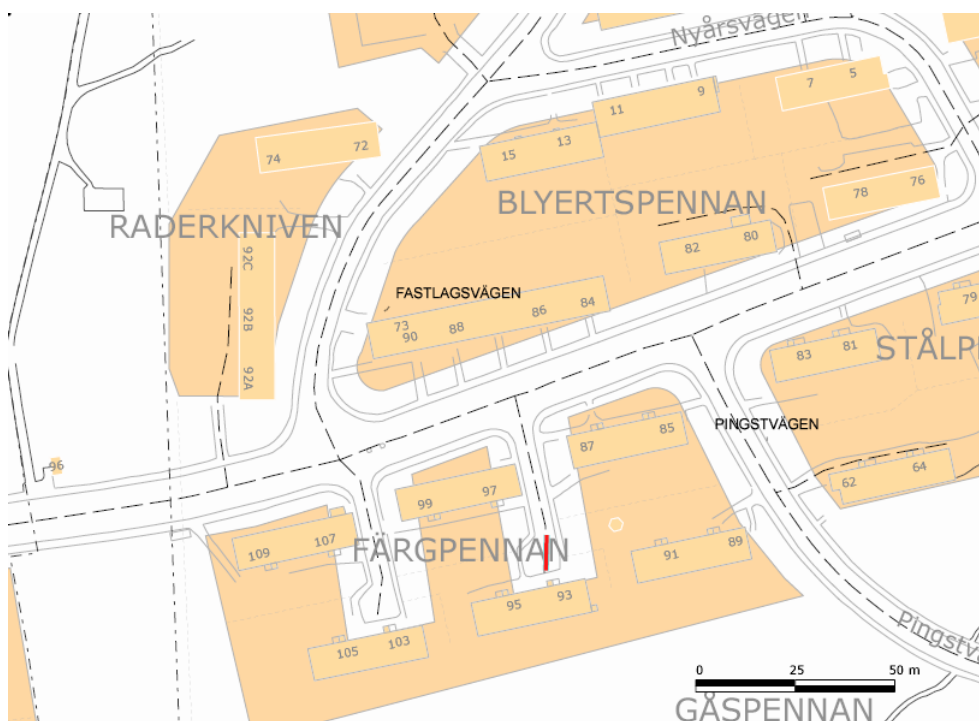 Nyårsvägen
7 5
11 9
15 13
74 72
78 76
BLYERTSPENNAN
RADERKNIVEN
82 80
92C
FASTLAGSVÄGEN
84
86
88
73
90
92B
79
81
83
STÅLP
92A
PINGSTVÄGEN
87 85
96
64
62
99 97
109 107
FÄRGPENNAN
91 89
95 93
105 103
Pingstv
0 25 50 m
GÅSPENNAN